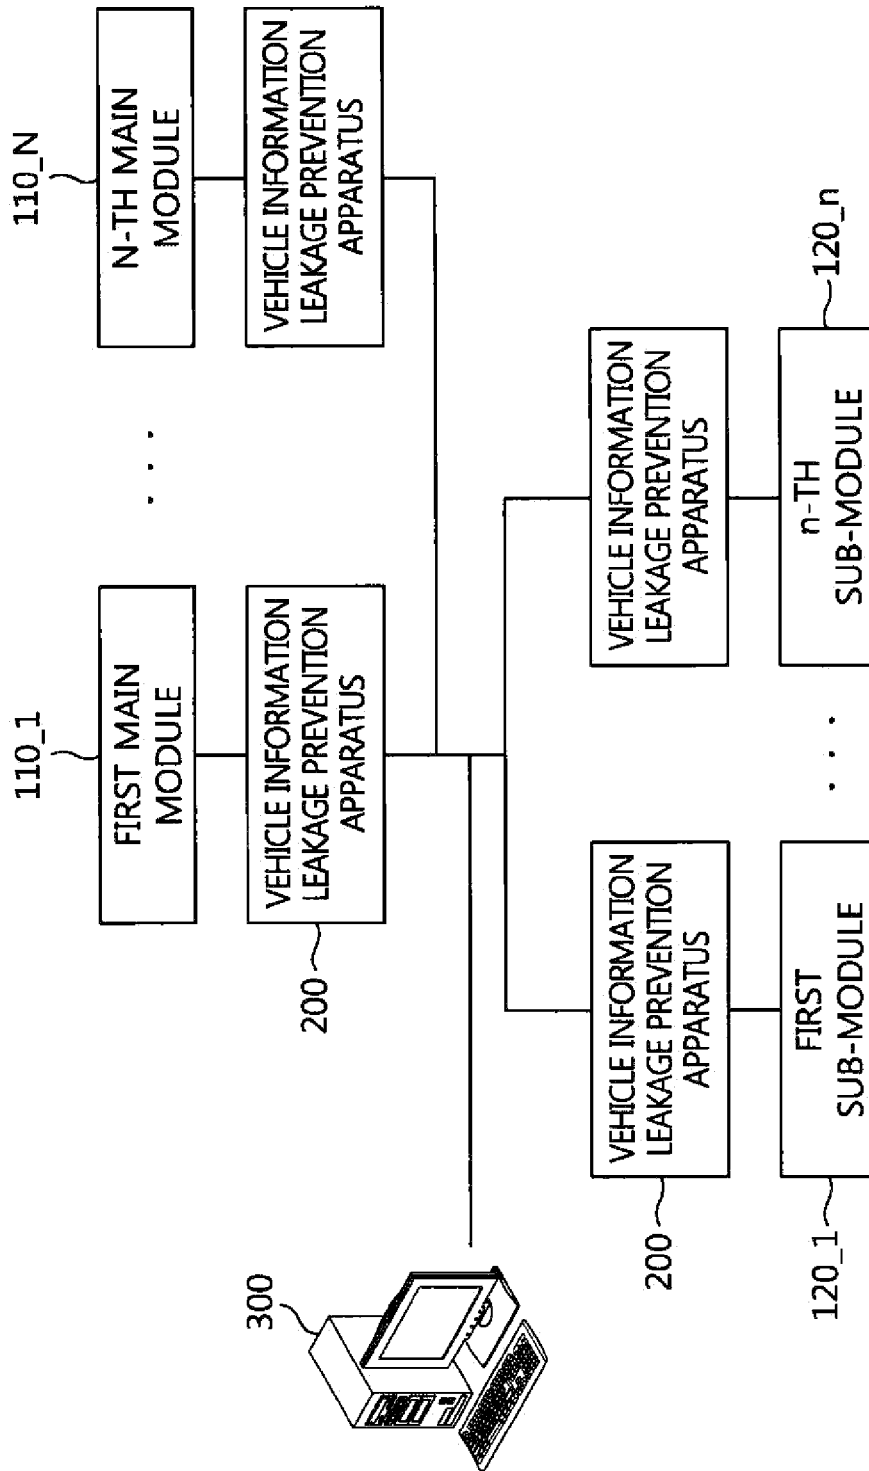 110_1
110_N
FIRST MAIN
MODULE
. . .
N-TH MAIN
MODULE
VEHICLE INFORMATION
LEAKAGE PREVENTION
APPARATUS
VEHICLE INFORMATION
LEAKAGE PREVENTION
APPARATUS
200
300
VEHICLE INFORMATION
LEAKAGE PREVENTION
APPARATUS
VEHICLE INFORMATION
LEAKAGE PREVENTION
APPARATUS
200
FIRST
SUB-MODULE
. . .
n-TH
SUB-MODULE
120_1
120_n